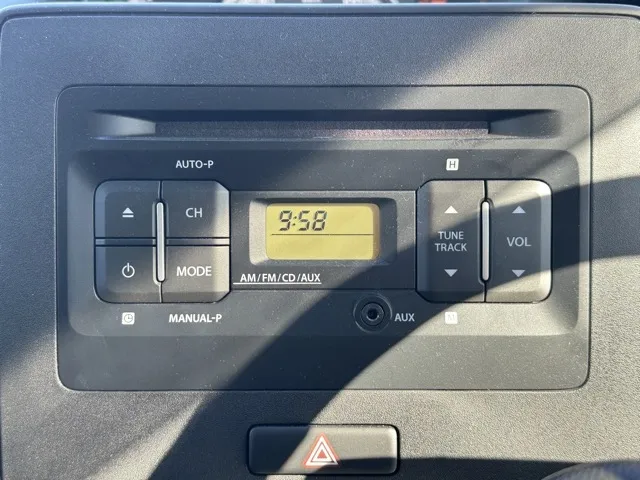 AUTO-P
H
CH
9:58
TUNE
TRACK
VOL
MODE
AM/FM/CD/AUX
MANUAL-P
AUX
M